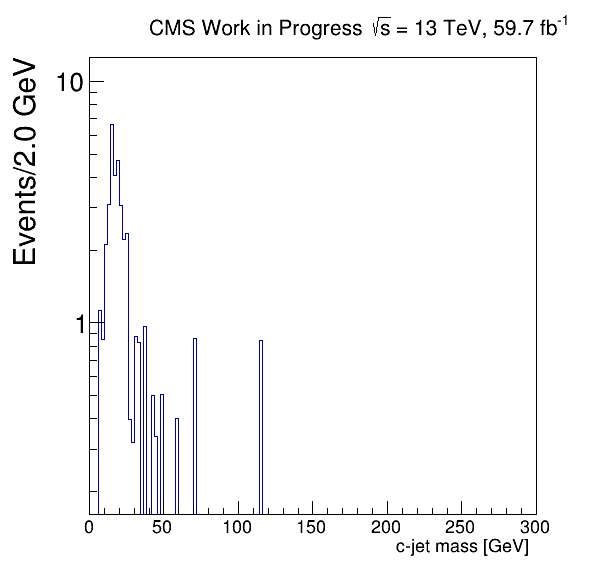 CMS Work in Progress √s = 13 TeV, 59.7 fb⁻¹
Events/2.0 GeV
10
1
0 50 100 150 200 250 300
c-jet mass [GeV]